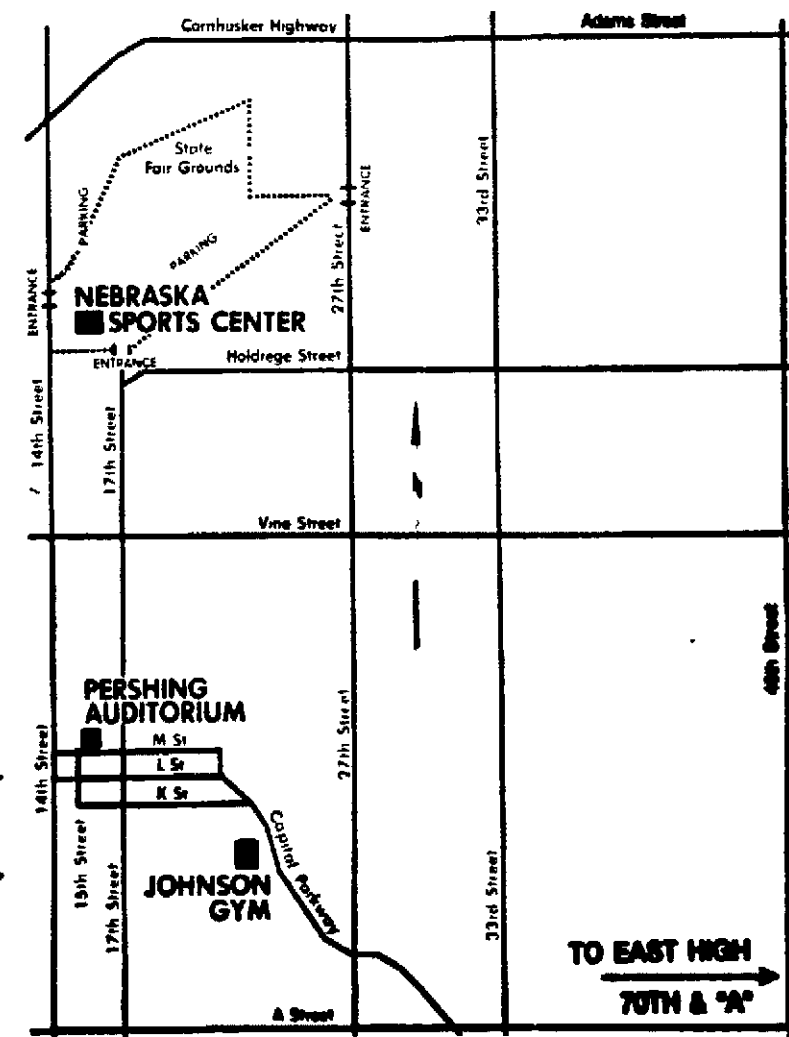 Cornhusker Highway
Adams Street
State
Fair Grounds
PARKING
PARKING
ENTRANCE
ENTRANCE
ENTRANCE
33rd Street
27th Street
NEBRASKA
SPORTS CENTER
Holdrege Street
14th Street
17th Street
Vine Street
48th Street
PERSHING
AUDITORIUM
M St
L St
K St
14th Street
15th Street
17th Street
27th Street
33rd Street
Capitol Parkway
JOHNSON
GYM
TO EAST HIGH
70TH & "A"
A Street